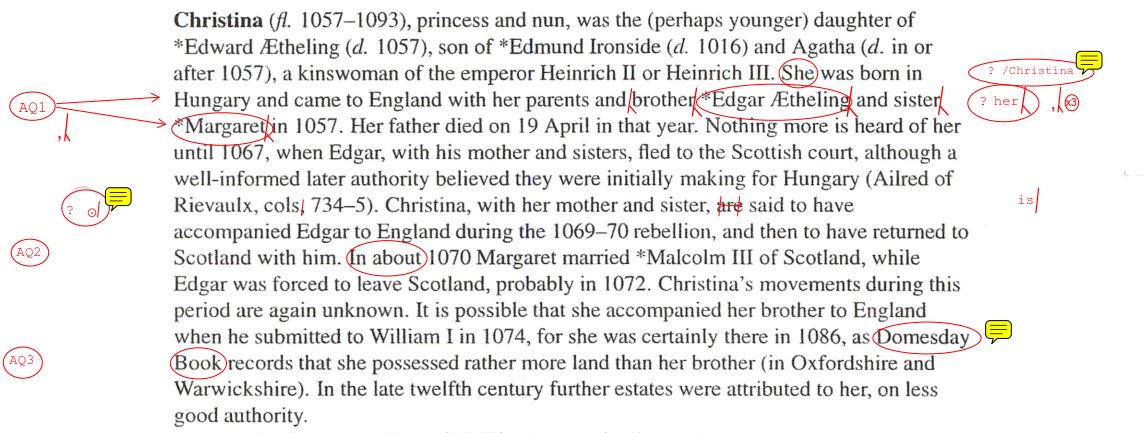 Christina (fl. 1057–1093), princess and nun, was the (perhaps younger) daughter of
*Edward Ætheling (d. 1057), son of *Edmund Ironside (d. 1016) and Agatha (d. in or
after 1057), a kinswoman of the emperor Heinrich II or Heinrich III. She was born in
? /Christina
AQ1
Hungary and came to England with her parents and brother *Edgar Ætheling and sister
? her , x3
,
*Margaret in 1057. Her father died on 19 April in that year. Nothing more is heard of her
until 1067, when Edgar, with his mother and sisters, fled to the Scottish court, although a
well-informed later authority believed they were initially making for Hungary (Ailred of
? ⊙/
Rievaulx, cols, 734–5). Christina, with her mother and sister, are said to have
is
accompanied Edgar to England during the 1069–70 rebellion, and then to have returned to
AQ2
Scotland with him. In about 1070 Margaret married *Malcolm III of Scotland, while
Edgar was forced to leave Scotland, probably in 1072. Christina's movements during this
period are again unknown. It is possible that she accompanied her brother to England
when he submitted to William I in 1074, for she was certainly there in 1086, as Domesday
AQ3
Book records that she possessed rather more land than her brother (in Oxfordshire and
Warwickshire). In the late twelfth century further estates were attributed to her, on less
good authority.